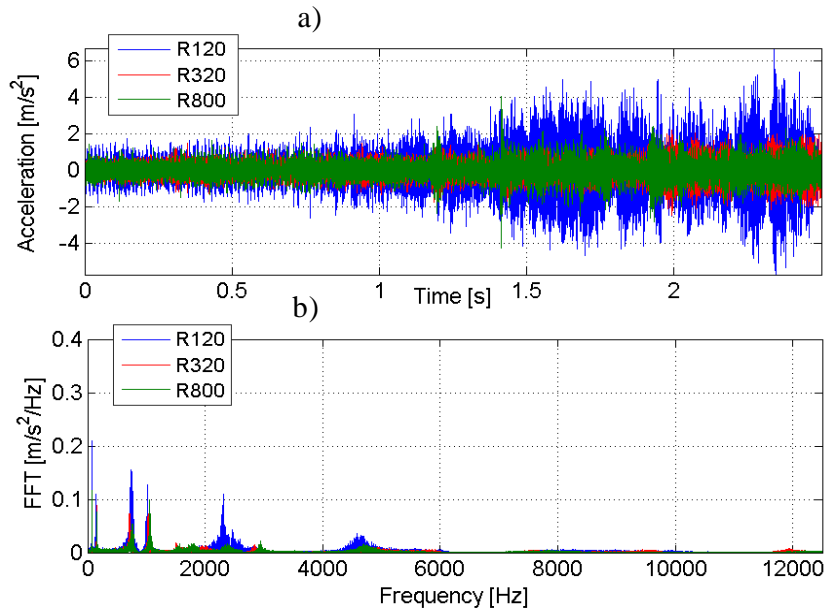 a)
R120
R320
R800
Acceleration [m/s²]
6
4
2
0
-2
-4
0 0.5 1 1.5 2
Time [s]
b)
R120
R320
R800
FFT [m/s²/Hz]
0.4
0.3
0.2
0.1
0
0 2000 4000 6000 8000 10000 12000
Frequency [Hz]